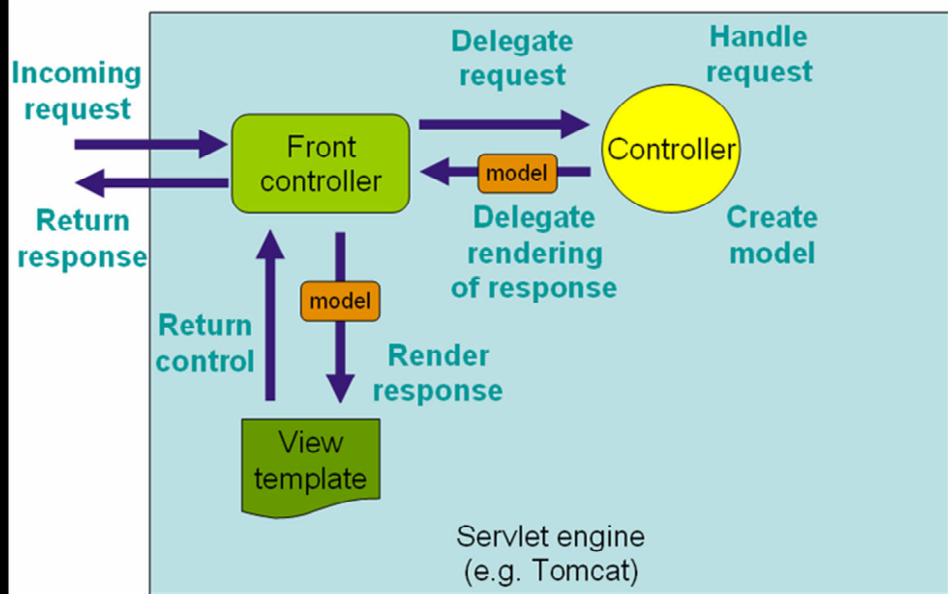 Incoming
request
Return
response
Front
controller
Delegate
request
Handle
request
Controller
model
Delegate
rendering
of response
Create
model
model
Return
control
Render
response
View
template
Servlet engine
(e.g. Tomcat)